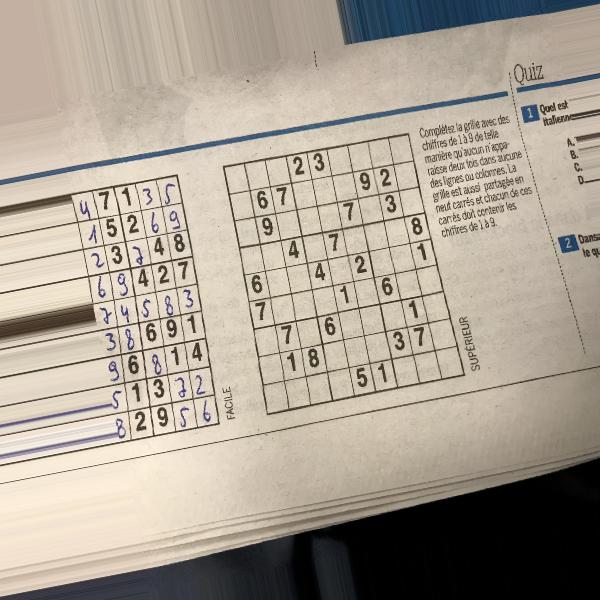 Quiz
4 7 1 3 5
1 5 2 6 9
2 3 7 4 8
6 9 4 2 7
7 4 5 8 3
3 8 6 9 1
9 6 8 1 4
5 1 3 7 2
8 2 9 5 6
FACILE
2 3
6 7 9 2
9 7 3
4 7 8
6 4 2 1
7 1 6
7 6 1
1 8 3 7
5 1
SUPÉRIEUR
Complétez la grille avec des
chiffres de 1 à 9 de telle
manière qu'aucun n'appa-
raisse deux fois dans aucune
des lignes ou colonnes. La
grille est aussi partagée en
neuf carrés et chacun de ces
carrés doit contenir les
chiffres de 1 à 9.
1 Quel est
italienne
A.
B.
C.
D.
2 Dans
le qu